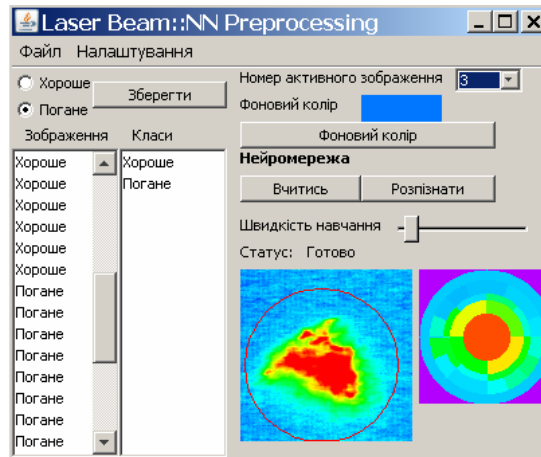 Laser Beam::NN Preprocessing
Файл Налаштування
Хороше
Погане
Зберегти
Зображення Класи
Хороше
Хороше
Хороше
Хороше
Хороше
Хороше
Погане
Погане
Погане
Погане
Погане
Погане
Погане
Погане
Хороше
Погане
Номер активного зображення 3
Фоновий колір
Фоновий колір
Нейромережа
Вчитись Розпізнати
Швидкість навчання
Статус: Готово